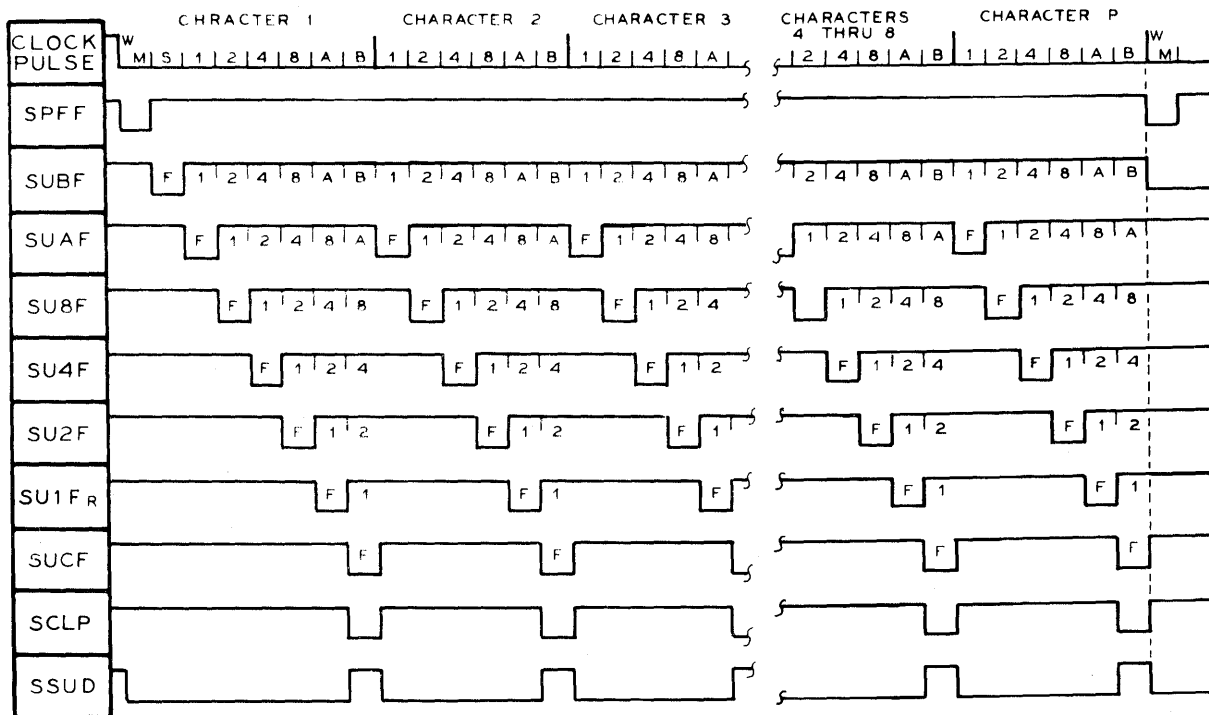 CHRACTER 1 CHARACTER 2 CHARACTER 3 CHARACTERS 4 THRU 8 CHARACTER P
CLOCK PULSE W M S 1 2 4 8 A B 1 2 4 8 A B 1 2 4 8 A 2 4 8 A B 1 2 4 8 A B W M
SPFF
SUBF F 1 2 4 8 A B 1 2 4 8 A B 1 2 4 8 A 2 4 8 A B 1 2 4 8 A B
SUAF F 1 2 4 8 A F 1 2 4 8 A F 1 2 4 8 1 2 4 8 A F 1 2 4 8 A
SU8F F 1 2 4 8 F 1 2 4 8 F 1 2 4 1 2 4 8 F 1 2 4 8
SU4F F 1 2 4 F 1 2 4 F 1 2 F 1 2 4 F 1 2 4
SU2F F 1 2 F 1 2 F 1 F 1 2 F 1 2
SU1FR F 1 F 1 F F 1 F 1
SUCF F F F F
SCLP
SSUD